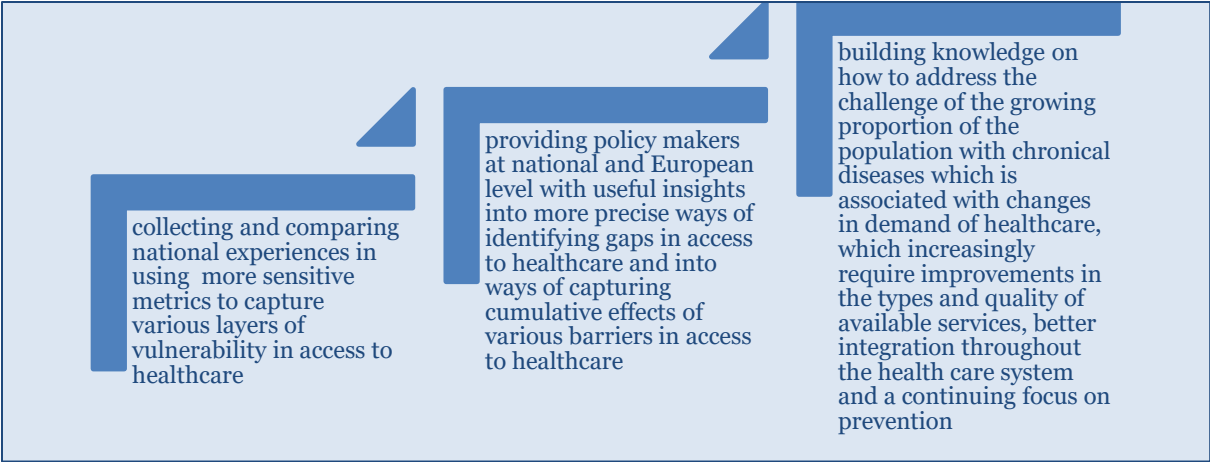 collecting and comparing
national experiences in
using  more sensitive
metrics to capture
various layers of
vulnerability in access to
healthcare
providing policy makers
at national and European
level with useful insights
into more precise ways of
identifying gaps in access
to healthcare and into
ways of capturing
cumulative effects of
various barriers in access
to healthcare
building knowledge on
how to address the
challenge of the growing
proportion of the
population with chronical
diseases which is
associated with changes
in demand of healthcare,
which increasingly
require improvements in
the types and quality of
available services, better
integration throughout
the health care system
and a continuing focus on
prevention